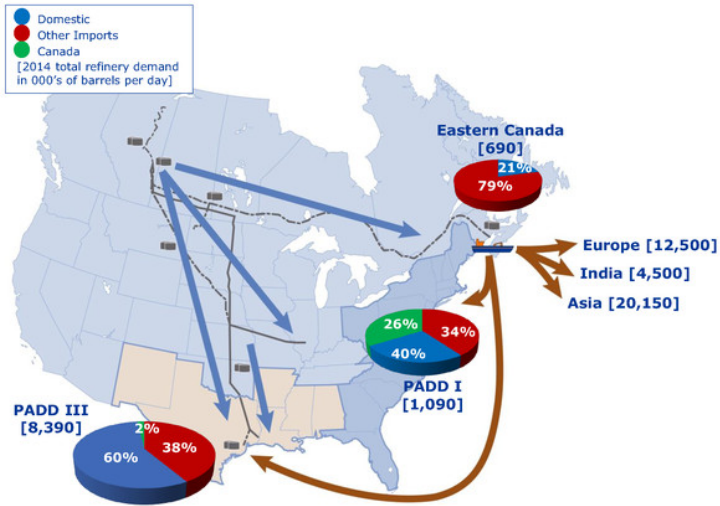 Domestic
Other Imports
Canada
[2014 total refinery demand
in 000's of barrels per day]
Eastern Canada
[690]
21%
79%
Europe [12,500]
India [4,500]
Asia [20,150]
26%
34%
40%
PADD I
[1,090]
PADD III
[8,390]
2%
38%
60%